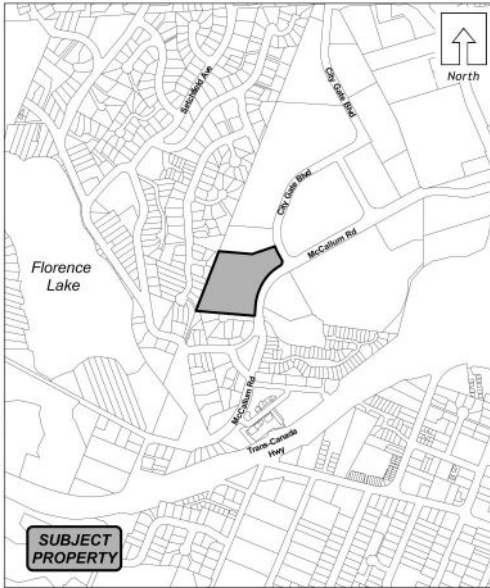 North
Setchfield Ave
City Gate Blvd
City Gate Blvd
McCallum Rd
Florence
Lake
McCallum Rd
Trans-Canada
Hwy
SUBJECT
PROPERTY